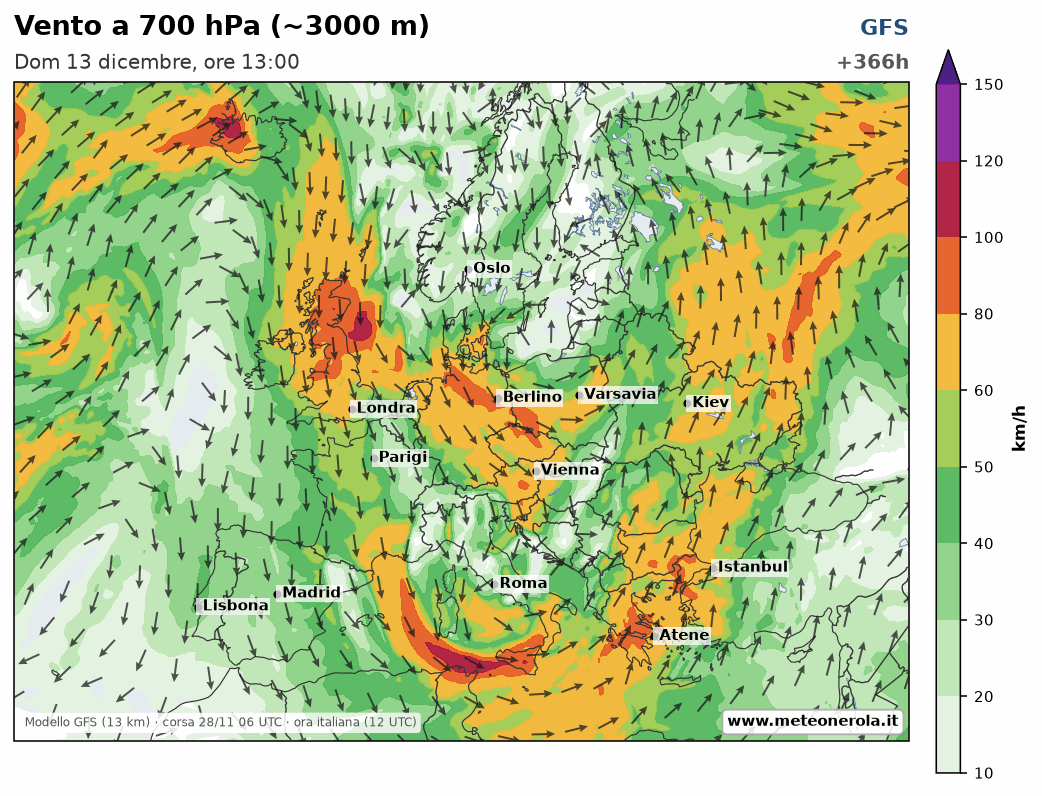 Vento a 700 hPa (~3000 m)
GFS
Dom 13 dicembre, ore 13:00
+366h
150
120
100
80
60
50
40
30
20
10
km/h
Oslo
Berlino
Varsavia
Kiev
Londra
Parigi
Vienna
Istanbul
Roma
Madrid
Lisbona
Atene
Modello GFS (13 km) · corsa 28/11 06 UTC · ora italiana (12 UTC)
www.meteonerola.it